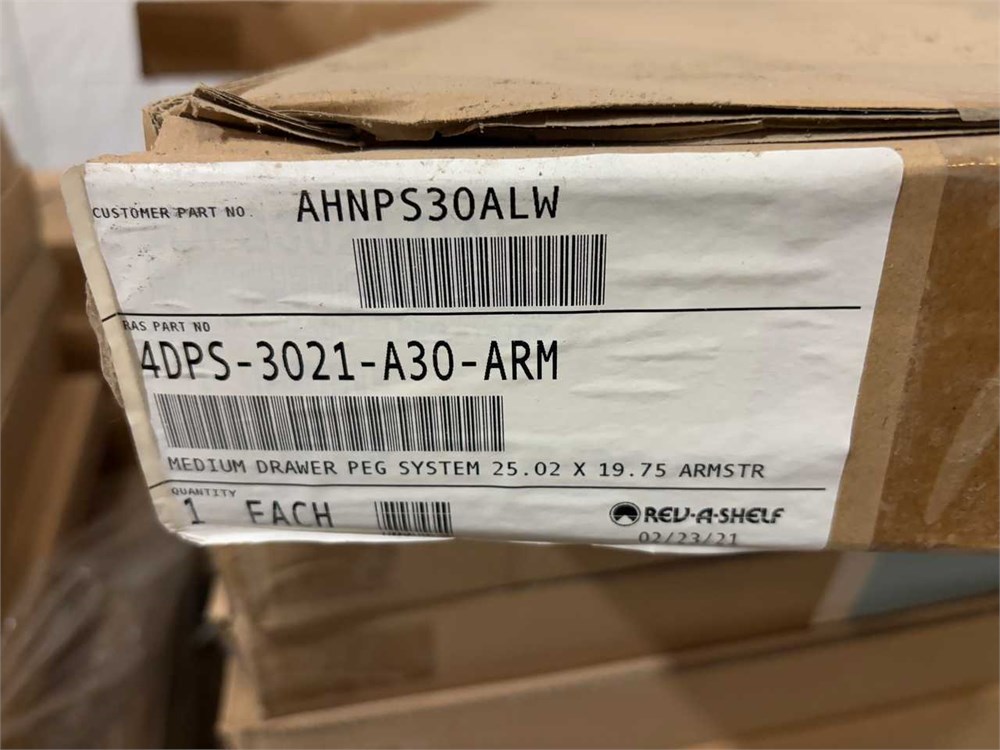 CUSTOMER PART NO. AHNPS30ALW
RAS PART NO
4DPS-3021-A30-ARM
MEDIUM DRAWER PEG SYSTEM 25.02 X 19.75 ARMSTR
QUANTITY
1 EACH
REV-A-SHELF
02/23/21